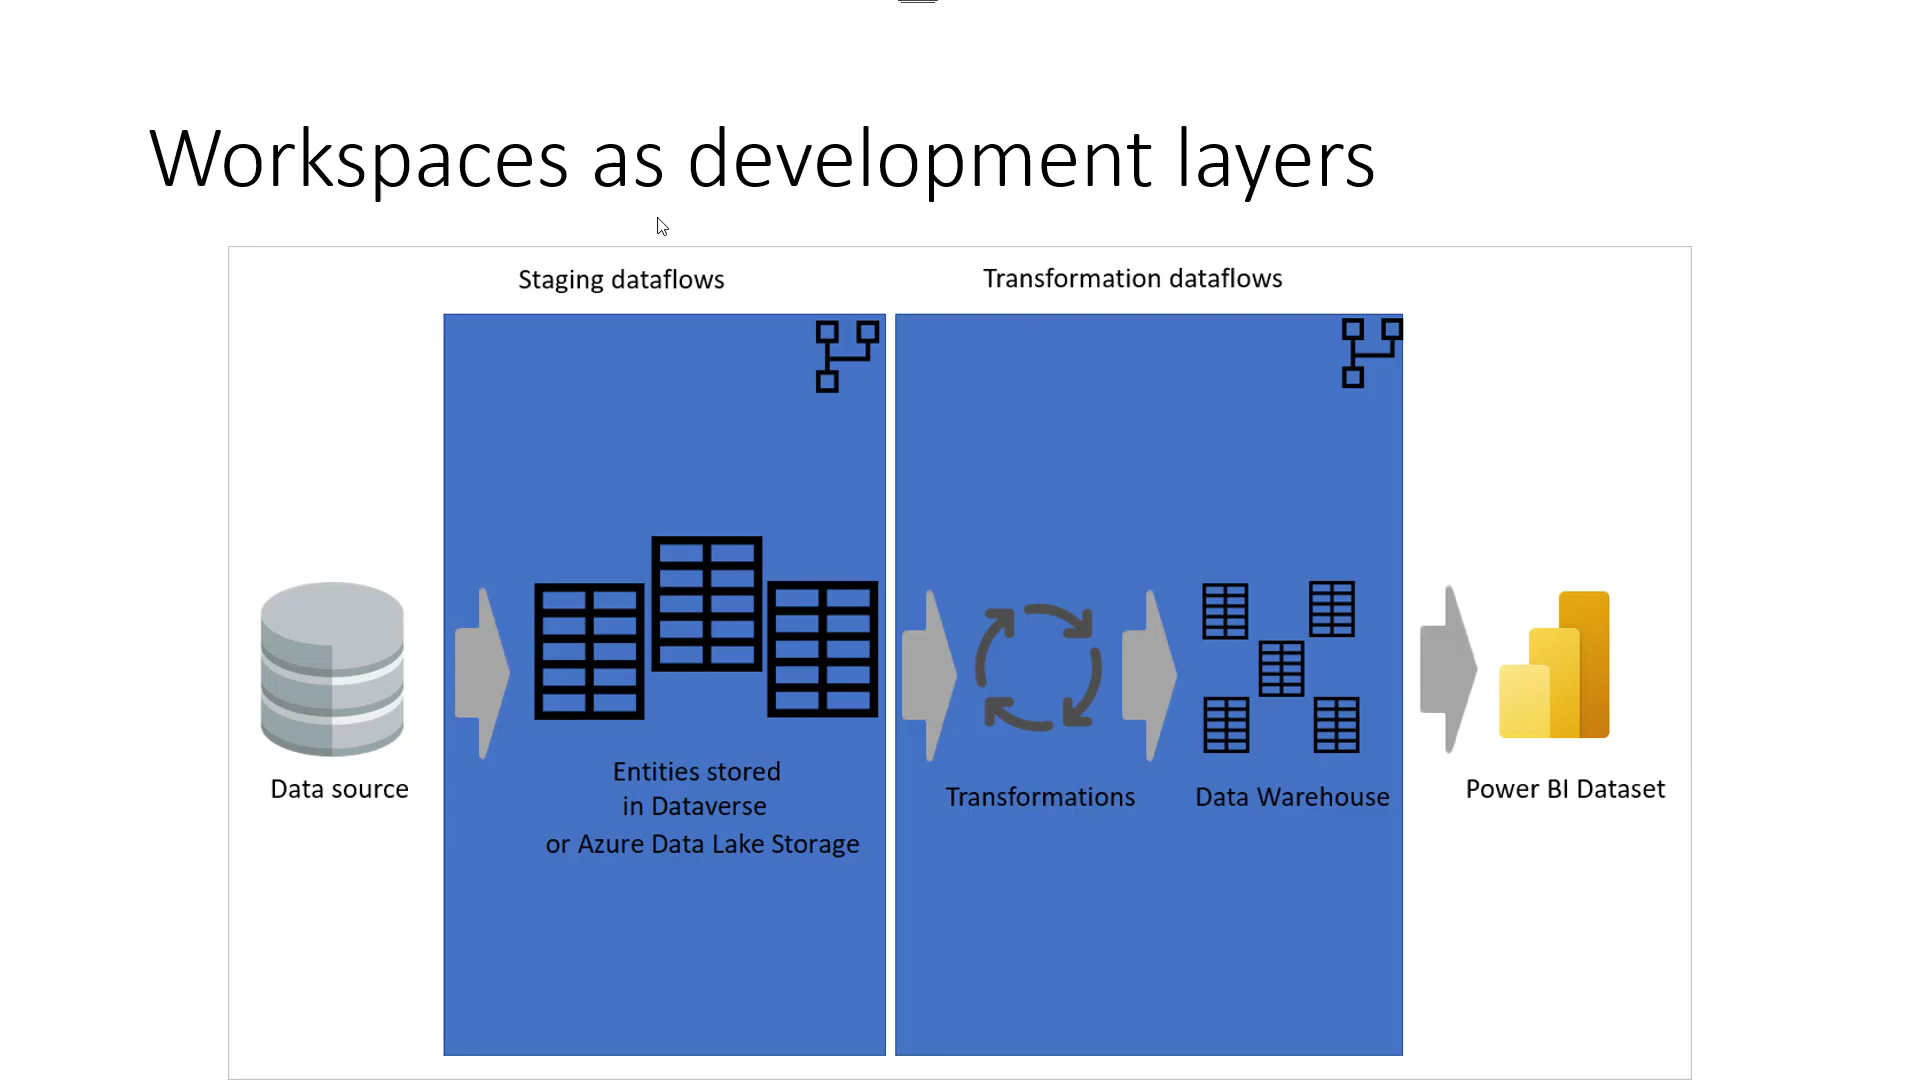 Workspaces as development layers
Staging dataflows
Transformation dataflows
Data source
Entities stored
in Dataverse
or Azure Data Lake Storage
Transformations
Data Warehouse
Power BI Dataset